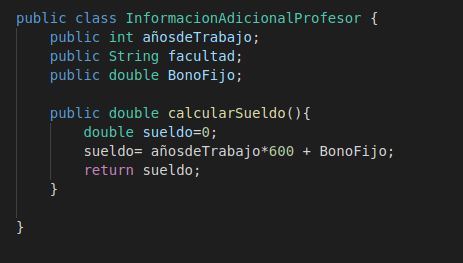 public class InformacionAdicionalProfesor {
    public int añosdeTrabajo;
    public String facultad;
    public double BonoFijo;

    public double calcularSueldo(){
        double sueldo=0;
        sueldo= añosdeTrabajo*600 + BonoFijo;
        return sueldo;
    }

}